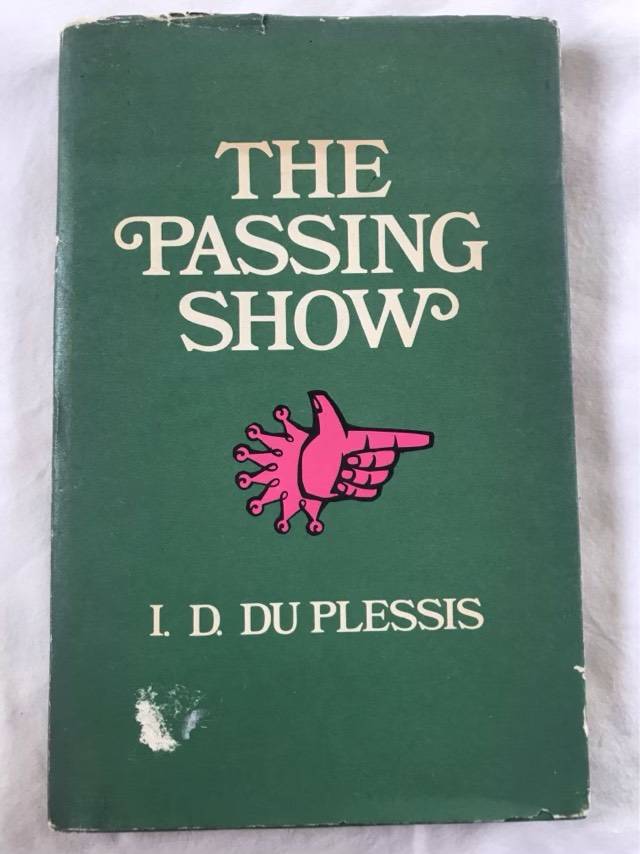 THE
PASSING
SHOW
I. D. DU PLESSIS